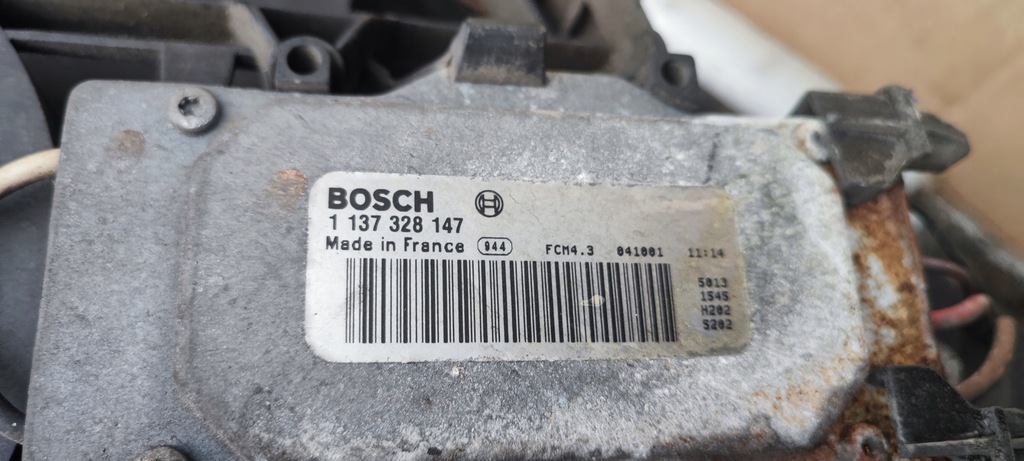 BOSCH
1 137 328 147
Made in France 944 FCM4.3 041001 11:14
5013
1545
H202
S202